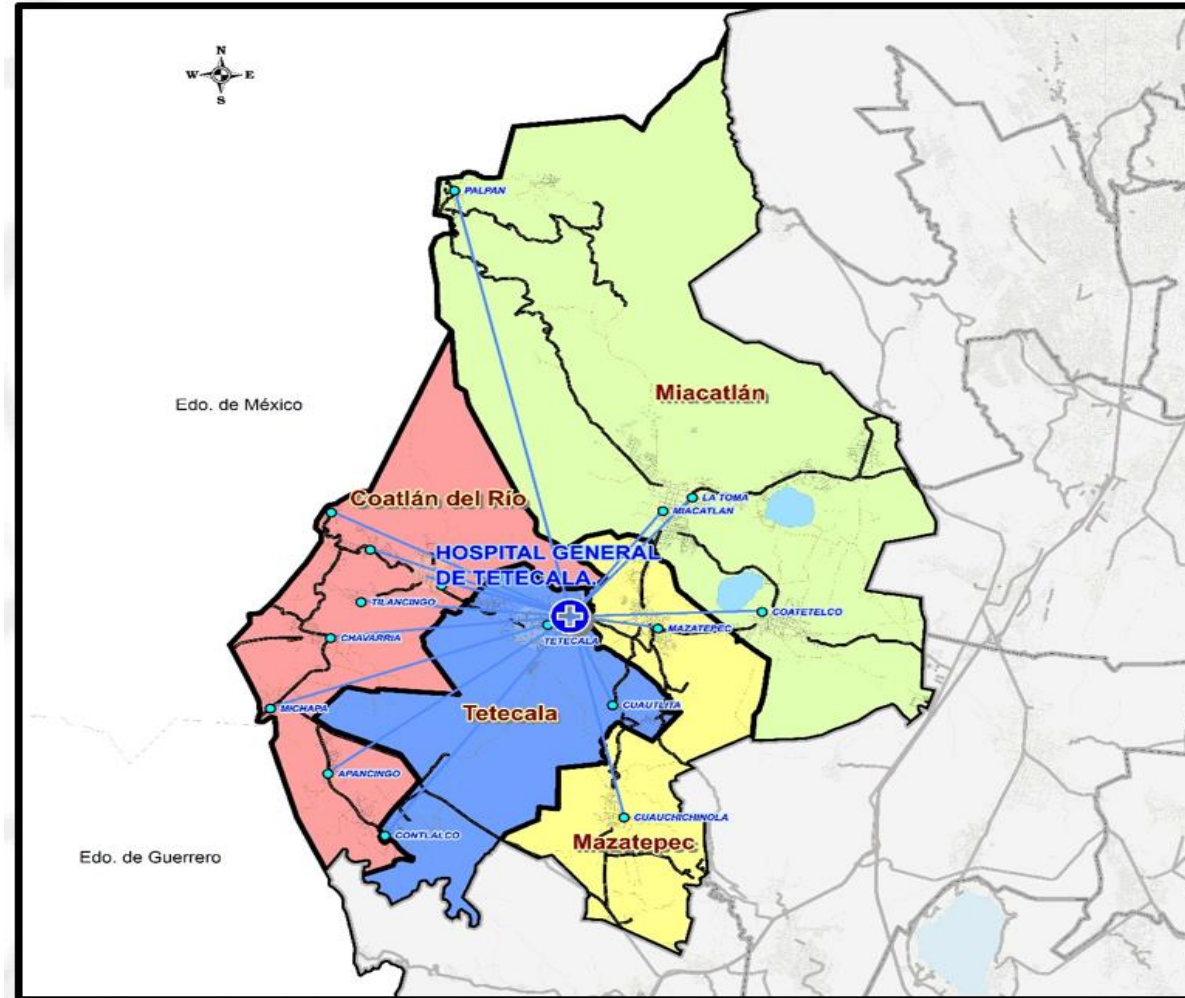 N
W E
S
PALPAN
Miacatlán
Edo. de México
Coatlán del Río
LA TOMA
MIACATLAN
HOSPITAL GENERAL
DE TETECALA.
TILANCINGO
COATETELCO
MAZATEPEC
CHAVARRIA
TETECALA
MICHAPA
Tetecala
CUAUTLITA
APANCINGO
CUAUCHICHINOLA
CONTLALCO
Mazatepec
Edo. de Guerrero